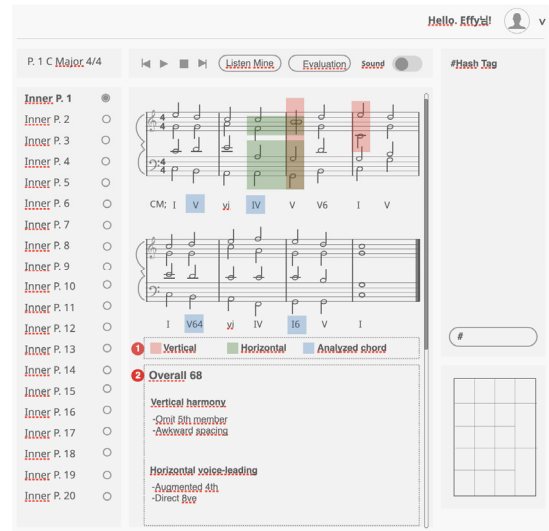 Hello. Effy님!
v
P. 1 C Major 4/4
Listen Mine
Evaluation
Sound
#Hash Tag
Inner P. 1
Inner P. 2
Inner P. 3
Inner P. 4
Inner P. 5
Inner P. 6
Inner P. 7
Inner P. 8
Inner P. 9
Inner P. 10
Inner P. 11
Inner P. 12
Inner P. 13
Inner P. 14
Inner P. 15
Inner P. 16
Inner P. 17
Inner P. 18
Inner P. 19
Inner P. 20
4 4
4 4
CM; I V vi IV V V6 I V
I V64 vi IV I6 V I
1 Vertical Horizontal Analyzed chord
2 Overall 68
Vertical harmony
-Omit 5th member
-Awkward spacing
Horizontal voice-leading
-Augmented 4th
-Direct 8ve
#